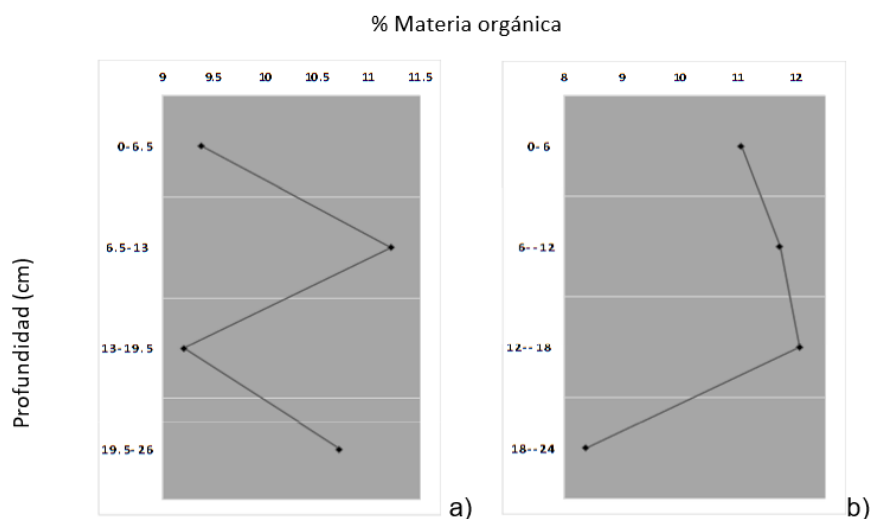 % Materia orgánica
9 9.5 10 10.5 11 11.5
8 9 10 11 12
Profundidad (cm)
0-6.5
6.5-13
13-19.5
19.5-26
a)
0-6
6--12
12--18
18--24
b)